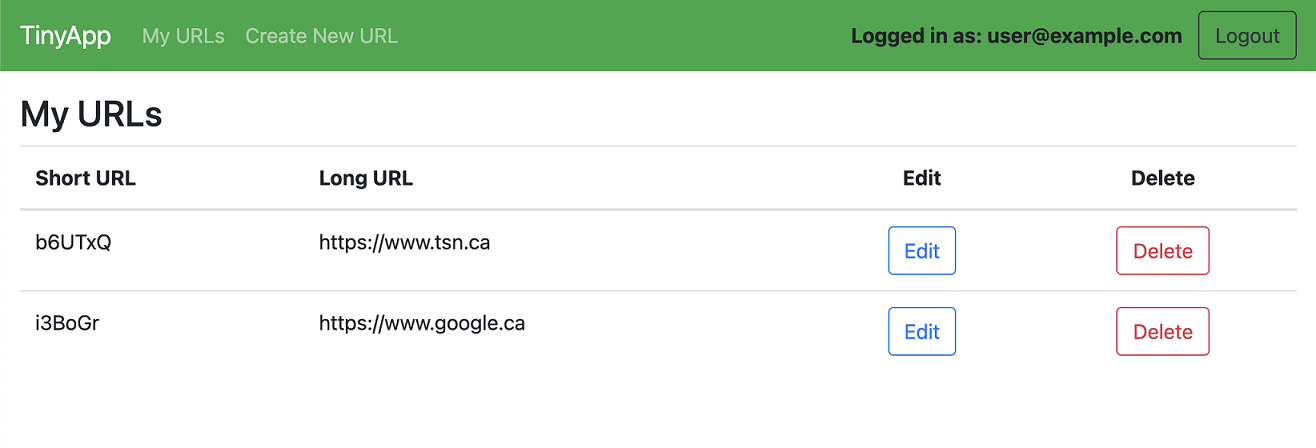 TinyApp My URLs Create New URL Logged in as: user@example.com Logout
My URLs
Short URL Long URL Edit Delete
b6UTxQ https://www.tsn.ca Edit Delete
i3BoGr https://www.google.ca Edit Delete